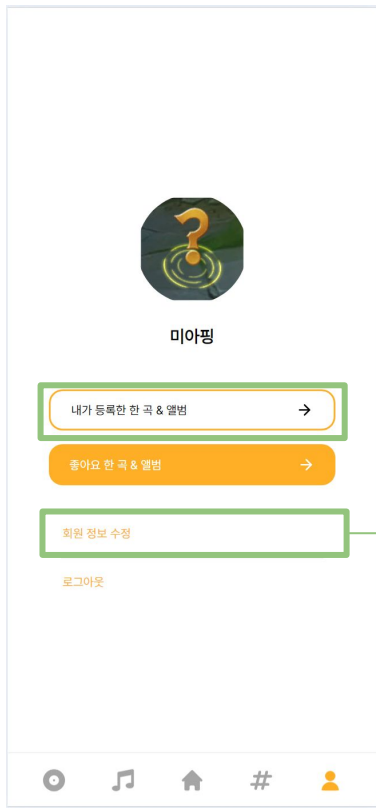 미아핑
내가 등록한 한 곡 & 앨범
좋아요 한 곡 & 앨범
회원 정보 수정
로그아웃